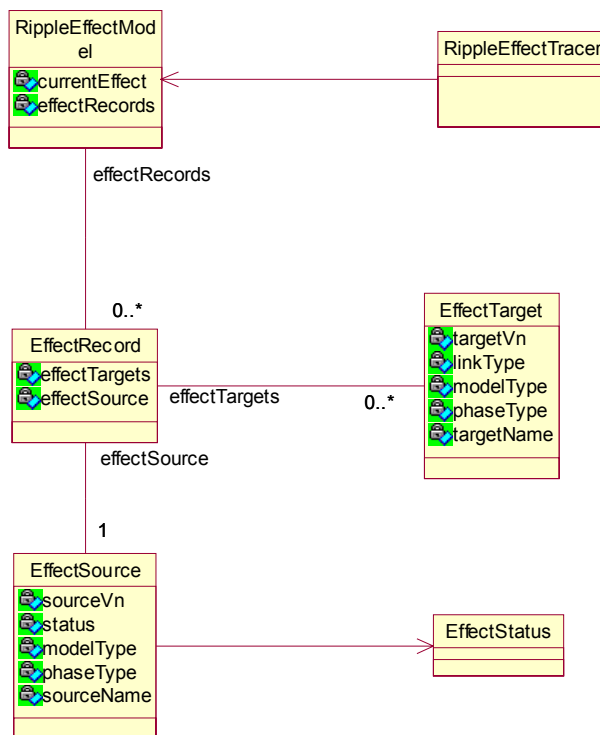 RippleEffectMod
el
currentEffect
effectRecords
RippleEffectTracer
effectRecords
0..*
EffectRecord
effectTargets
effectSource
effectTargets
0..*
EffectTarget
targetVn
linkType
modelType
phaseType
targetName
effectSource
1
EffectSource
sourceVn
status
modelType
phaseType
sourceName
EffectStatus